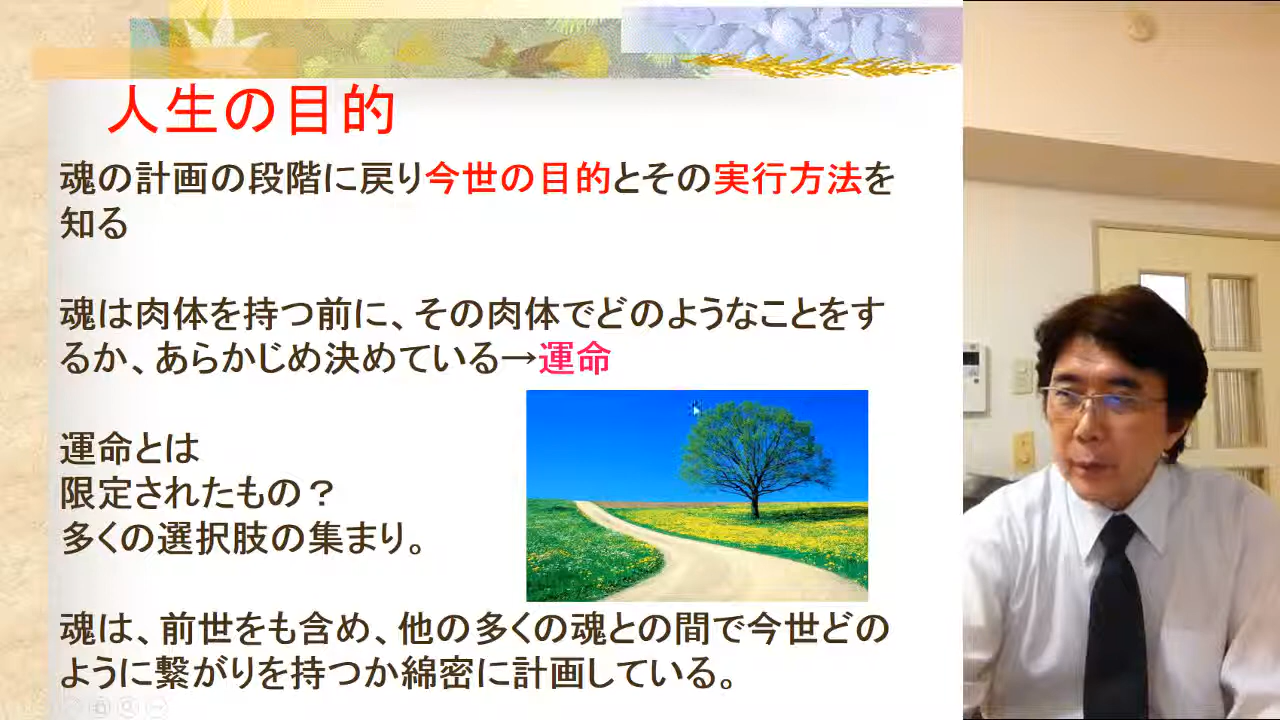 人生の目的
魂の計画の段階に戻り今世の目的とその実行方法を
知る
魂は肉体を持つ前に、その肉体でどのようなことをす
るか、あらかじめ決めている→運命
運命とは
限定されたもの？
多くの選択肢の集まり。
魂は、前世をも含め、他の多くの魂との間で今世どの
ように繋がりを持つか綿密に計画している。